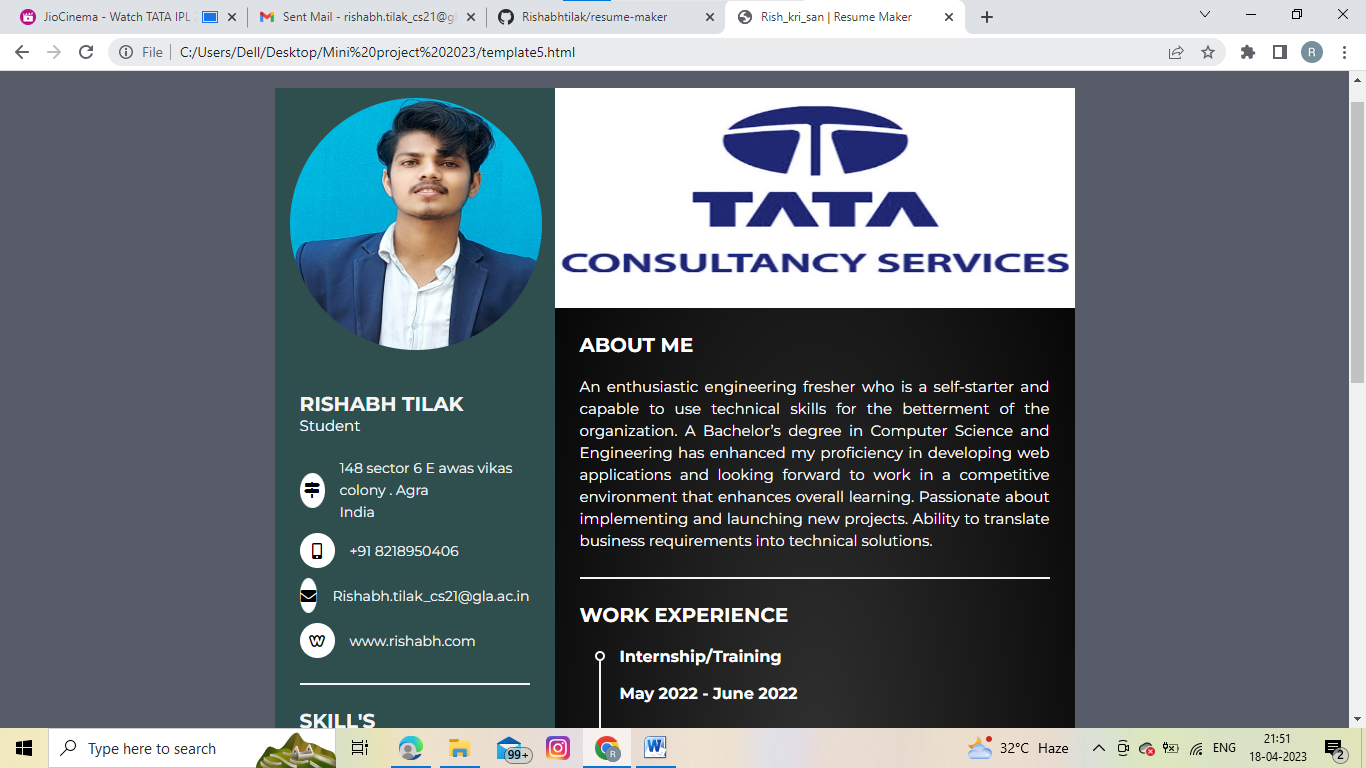 JioCinema - Watch TATA IPL
Sent Mail - rishabh.tilak_cs21@g
Rishabhtilak/resume-maker
Rish_kri_san | Resume Maker
File
C:/Users/Dell/Desktop/Mini%20project%202023/template5.html
R
TATA
CONSULTANCY SERVICES
RISHABH TILAK
Student
148 sector 6 E awas vikas
colony . Agra
India
+91 8218950406
Rishabh.tilak_cs21@gla.ac.in
www.rishabh.com
SKILL'S
ABOUT ME
An enthusiastic engineering fresher who is a self-starter and
capable to use technical skills for the betterment of the
organization. A Bachelor’s degree in Computer Science and
Engineering has enhanced my proficiency in developing web
applications and looking forward to work in a competitive
environment that enhances overall learning. Passionate about
implementing and launching new projects. Ability to translate
business requirements into technical solutions.
WORK EXPERIENCE
Internship/Training
May 2022 - June 2022
Type here to search
99+
R
W
32°C Haze
ENG
21:51
18-04-2023
2